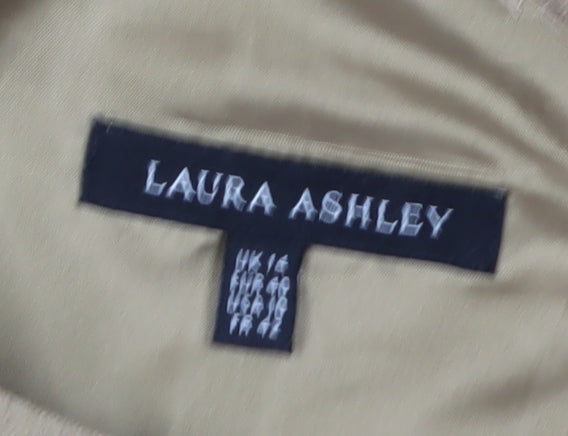 LAURA ASHLEY
UK 14
EUR 40
USA 10
FR 42